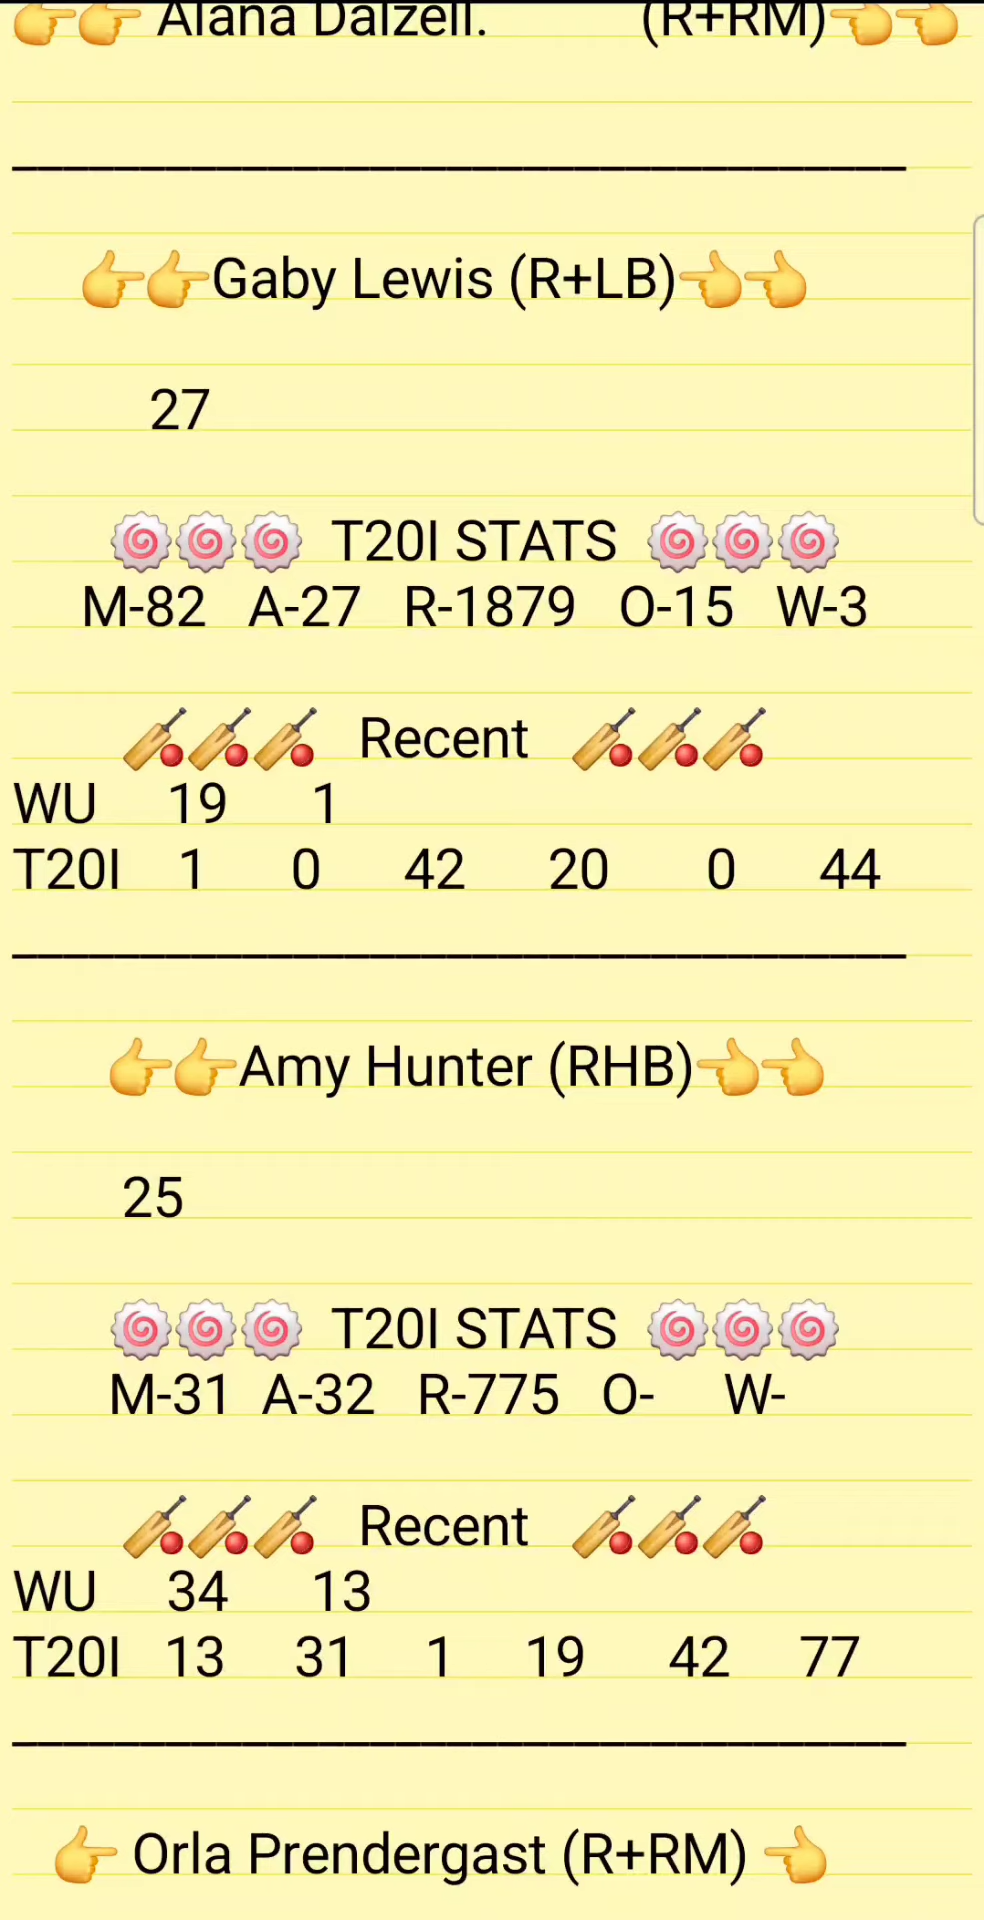 👉👉 Alana Dalzell. (R+RM)👈👈
👉👉Gaby Lewis (R+LB)👈👈
27
🍥🍥🍥 T20I STATS 🍥🍥🍥
M-82 A-27 R-1879 O-15 W-3
🏏🏏🏏 Recent 🏏🏏🏏
WU 19 1
T20I 1 0 42 20 0 44
👉👉Amy Hunter (RHB)👈👈
25
🍥🍥🍥 T20I STATS 🍥🍥🍥
M-31 A-32 R-775 O- W-
🏏🏏🏏 Recent 🏏🏏🏏
WU 34 13
T20I 13 31 1 19 42 77
👉 Orla Prendergast (R+RM) 👈